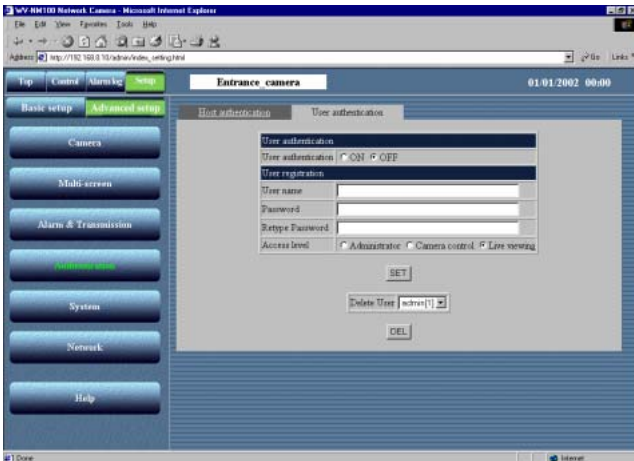 WV-NM100 Network Camera - Microsoft Internet Explorer
File Edit View Favorites Tools Help
Address http://192.168.0.10/admin/index_setting.html Go Links
Top Control Alarm log Setup Entrance_camera 01/01/2002 00:00
Basic setup Advanced setup
Host authentication User authentication
Camera
User authentication
User authentication ON OFF
User registration
Multi-screen
User name
Password
Alarm & Transmission
Retype Password
Access level Administrator Camera control Live viewing
Authentication
SET
System
Delete User admin[1]
DEL
Network
Help
Done Internet